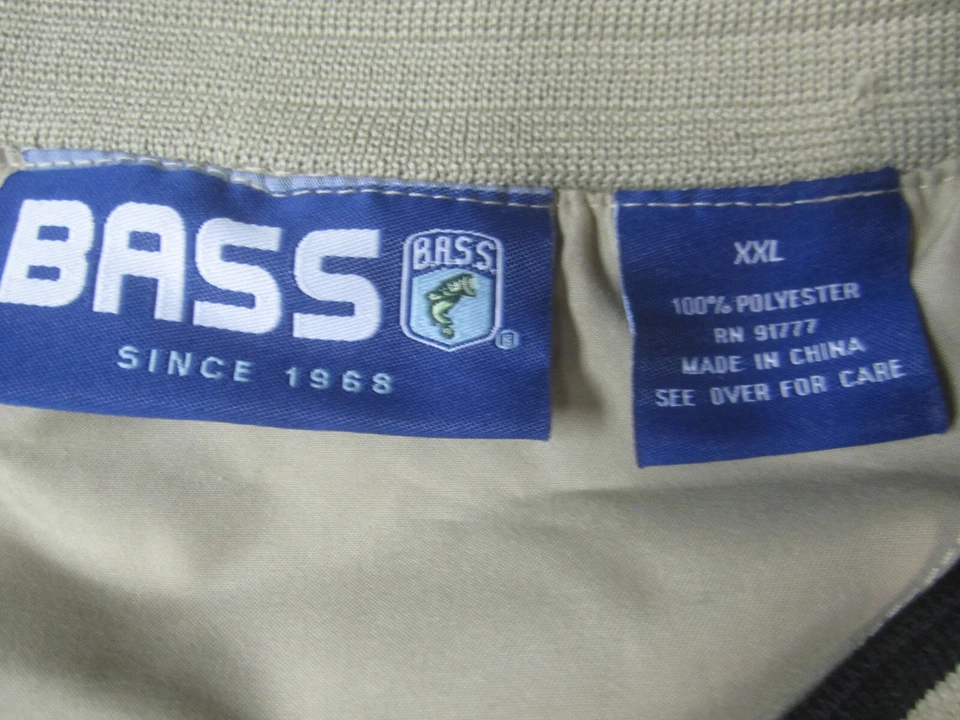 BASS
B.A.S.S.
®
SINCE 1968
XXL
100% POLYESTER
RN 91777
MADE IN CHINA
SEE OVER FOR CARE